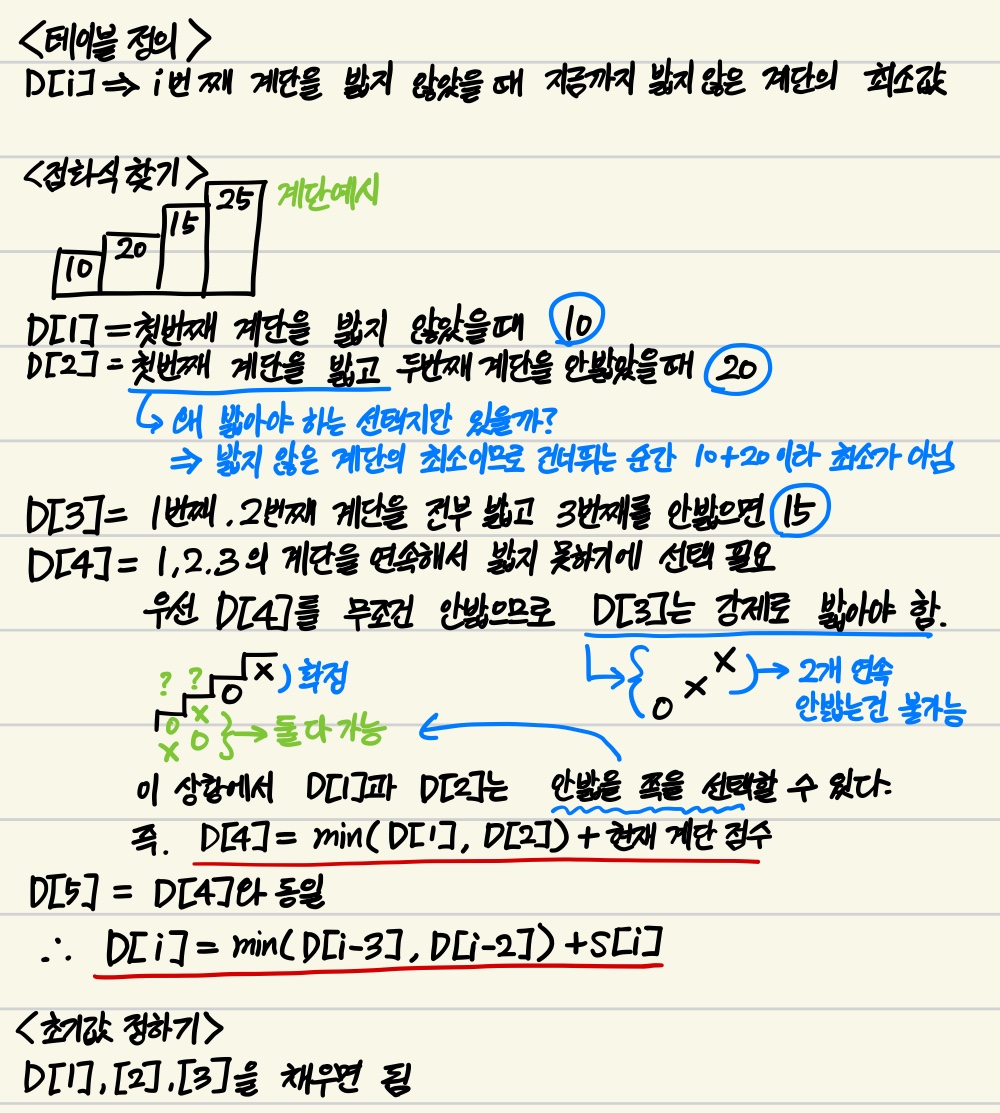 <테이블 정의>
D[i] ⇒ i번째 계단을 밟지 않았을때 지금까지 밟지 않은 계단의 최소값
<점화식 찾기>
10 20 15 25 계단예시
D[1] = 첫번째 계단을 밟지 않았을때 10
D[2] = 첫번째 계단을 밟고 두번째 계단을 안밟았을때 20
↳ 왜 밟아야 하는 선택지만 있을까?
⇒ 밟지 않은 계단의 최소이므로 건너뛰는 순간 10+20이라 최소가 아님
D[3] = 1번째, 2번째 계단을 전부 밟고 3번째를 안밟으면 15
D[4] = 1,2,3의 계단을 연속해서 밟지 못하기에 선택 필요
우선 D[4]를 무조건 안밟으므로 D[3]는 강제로 밟아야 함.
? ? O X ) 확정
O X } → 둘다 가능
X O
O X X → 2개 연속
안밟는건 불가능
이 상황에서 D[1]과 D[2]는 안밟을 쪽을 선택할 수 있다.
즉. D[4] = min(D[1], D[2]) + 현재 계단 점수
D[5] = D[4]와 동일
∴ D[i] = min(D[i-3], D[i-2]) + S[i]
<초기값 정하기>
D[1],[2],[3]을 채우면 됨